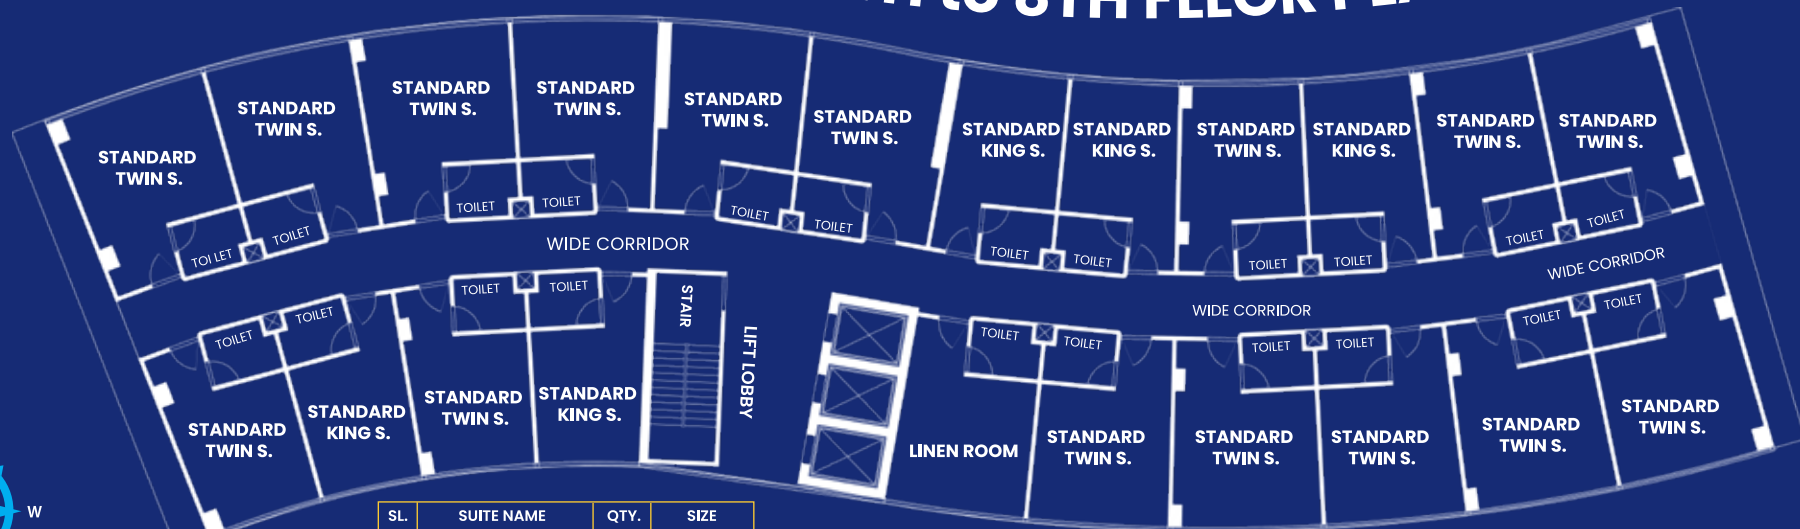 8TH FLLOR
STANDARD
TWIN S.
STANDARD
TWIN S.
STANDARD
TWIN S.
STANDARD
TWIN S.
STANDARD
TWIN S.
STANDARD
TWIN S.
STANDARD
KING S.
STANDARD
KING S.
STANDARD
TWIN S.
STANDARD
KING S.
STANDARD
TWIN S.
STANDARD
TWIN S.
TOI LET
TOILET
TOILET
TOILET
TOILET
TOILET
TOILET
TOILET
TOILET
TOILET
TOILET
TOILET
WIDE CORRIDOR
WIDE CORRIDOR
WIDE CORRIDOR
TOILET
TOILET
TOILET
TOILET
STAIR
LIFT LOBBY
TOILET
TOILET
TOILET
TOILET
TOILET
TOILET
STANDARD
TWIN S.
STANDARD
KING S.
STANDARD
TWIN S.
STANDARD
KING S.
LINEN ROOM
STANDARD
TWIN S.
STANDARD
TWIN S.
STANDARD
TWIN S.
STANDARD
TWIN S.
STANDARD
TWIN S.
W
SL. SUITE NAME QTY. SIZE